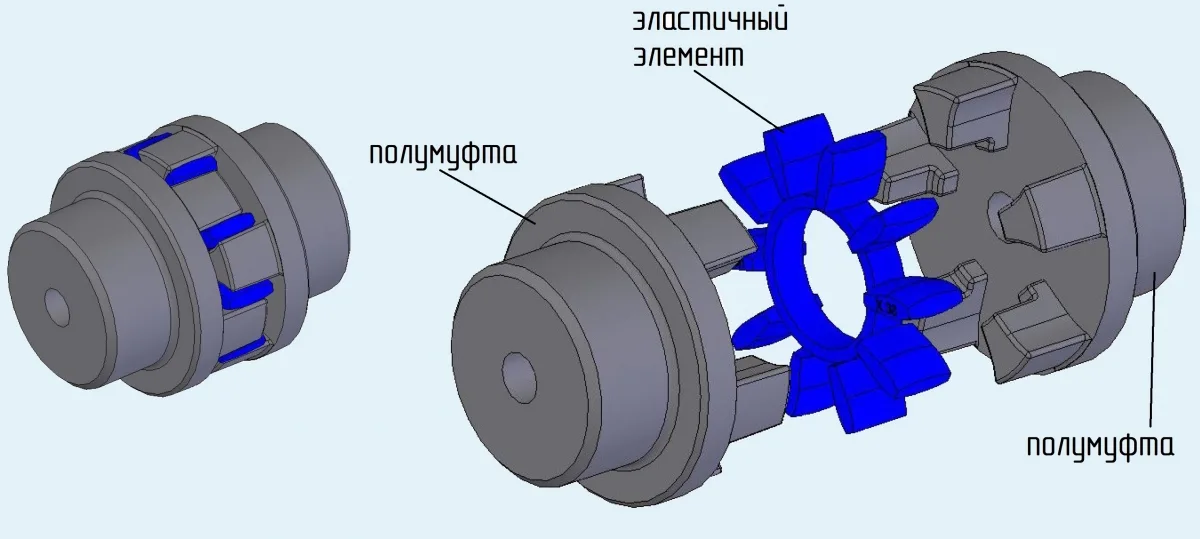 эластичный
элемент
полумуфта
полумуфта